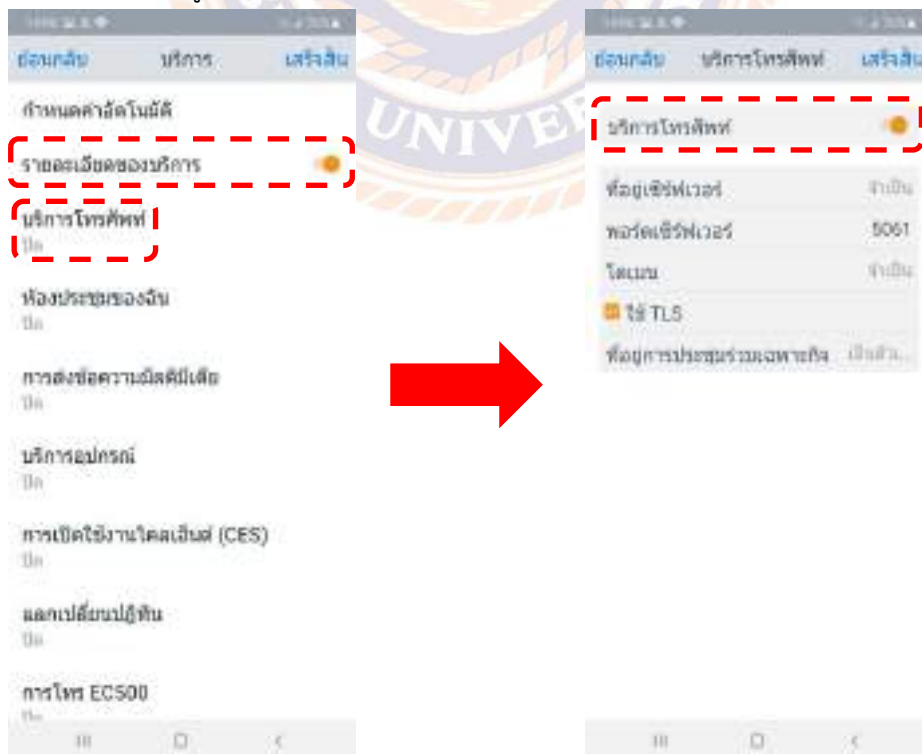 ย้อนกลับ บริการ เสร็จสิ้น
กำหนดค่าอัตโนมัติ
รายละเอียดของบริการ
บริการโทรศัพท์
ปิด
ห้องประชุมของฉัน
ปิด
การส่งข้อความมัลติมีเดีย
ปิด
บริการอุปกรณ์
ปิด
การเปิดใช้งานไคลเอ็นต์ (CES)
ปิด
แลกเปลี่ยนปฏิทิน
ปิด
การโทร EC500
ปิด
UNIVE
ย้อนกลับ บริการโทรศัพท์ เสร็จสิ้น
บริการโทรศัพท์
ที่อยู่เซิร์ฟเวอร์ จำเป็น
พอร์ตเซิร์ฟเวอร์ 5061
โดเมน จำเป็น
ใช้ TLS
ที่อยู่การประชุมร่วมเฉพาะกิจ